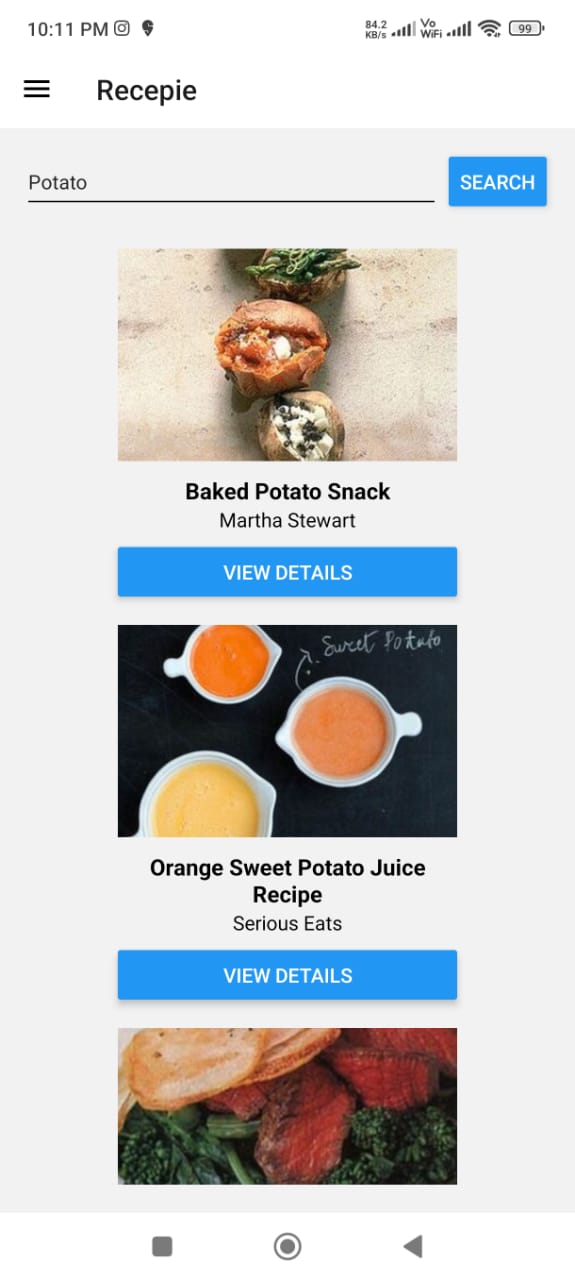 10:11 PM 84.2 KB/s Vo WiFi 99
Recepie
Potato SEARCH
Baked Potato Snack
Martha Stewart
VIEW DETAILS
Sweet Potato
Orange Sweet Potato Juice
Recipe
Serious Eats
VIEW DETAILS